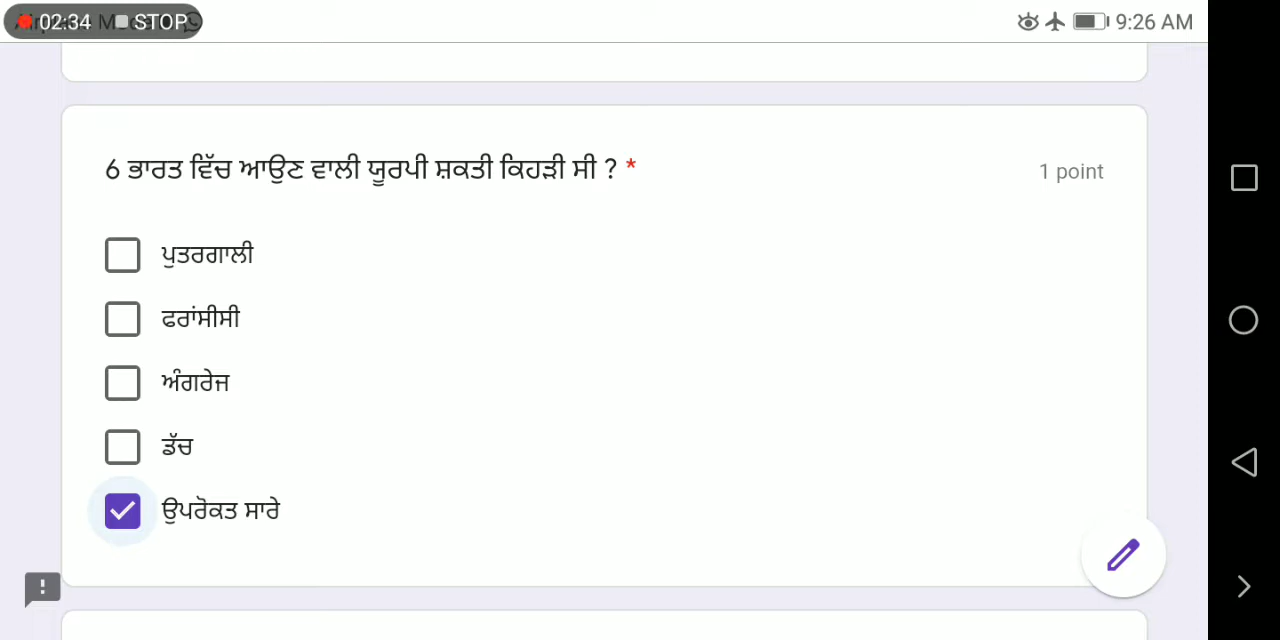 02:34 STOP
9:26 AM
6 ਭਾਰਤ ਵਿੱਚ ਆਉਣ ਵਾਲੀ ਯੂਰਪੀ ਸ਼ਕਤੀ ਕਿਹੜੀ ਸੀ ? *
1 point
ਪੁਤਰਗਾਲੀ
ਫਰਾਂਸੀਸੀ
ਅੰਗਰੇਜ
ਡੱਚ
ਉਪਰੋਕਤ ਸਾਰੇ